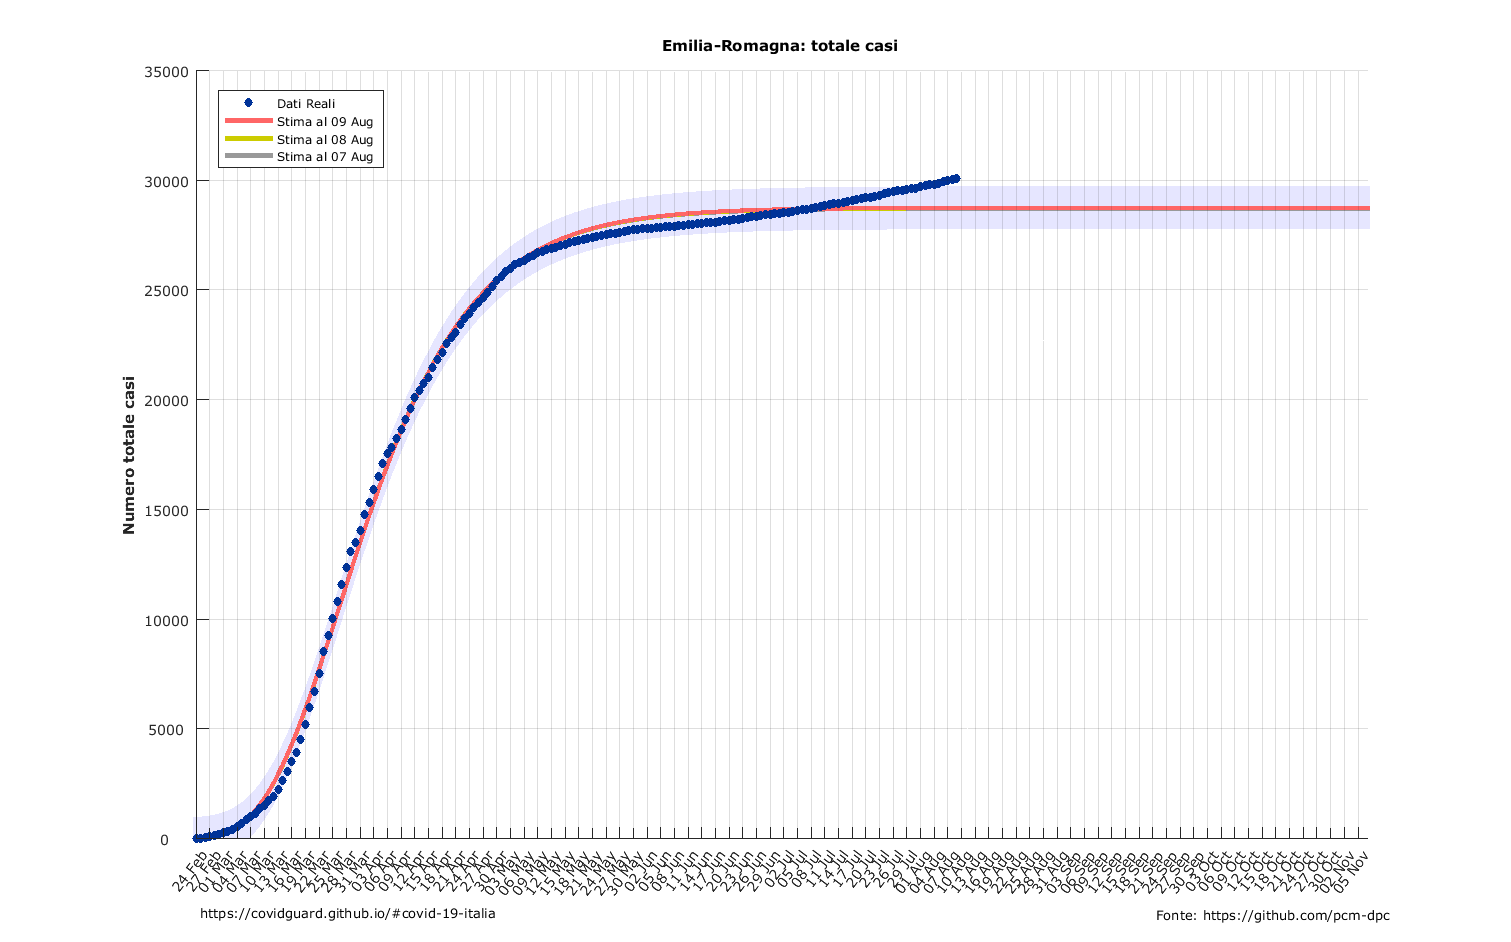 Emilia-Romagna: totale casi
35000
30000
25000
20000
15000
10000
5000
0
Numero totale casi
Dati Reali
Stima al 09 Aug
Stima al 08 Aug
Stima al 07 Aug
24 Feb
27 Feb
01 Mar
04 Mar
07 Mar
10 Mar
13 Mar
16 Mar
19 Mar
22 Mar
25 Mar
28 Mar
31 Mar
03 Apr
06 Apr
09 Apr
12 Apr
15 Apr
18 Apr
21 Apr
24 Apr
27 Apr
30 Apr
03 May
06 May
09 May
12 May
15 May
18 May
21 May
24 May
27 May
30 May
02 Jun
05 Jun
08 Jun
11 Jun
14 Jun
17 Jun
20 Jun
23 Jun
26 Jun
29 Jun
02 Jul
05 Jul
08 Jul
11 Jul
14 Jul
17 Jul
20 Jul
23 Jul
26 Jul
29 Jul
01 Aug
04 Aug
07 Aug
10 Aug
13 Aug
16 Aug
19 Aug
22 Aug
25 Aug
28 Aug
31 Aug
03 Sep
06 Sep
09 Sep
12 Sep
15 Sep
18 Sep
21 Sep
24 Sep
27 Sep
30 Sep
03 Oct
06 Oct
09 Oct
12 Oct
15 Oct
18 Oct
21 Oct
24 Oct
27 Oct
30 Oct
02 Nov
05 Nov
https://covidguard.github.io/#covid-19-italia
Fonte: https://github.com/pcm-dpc